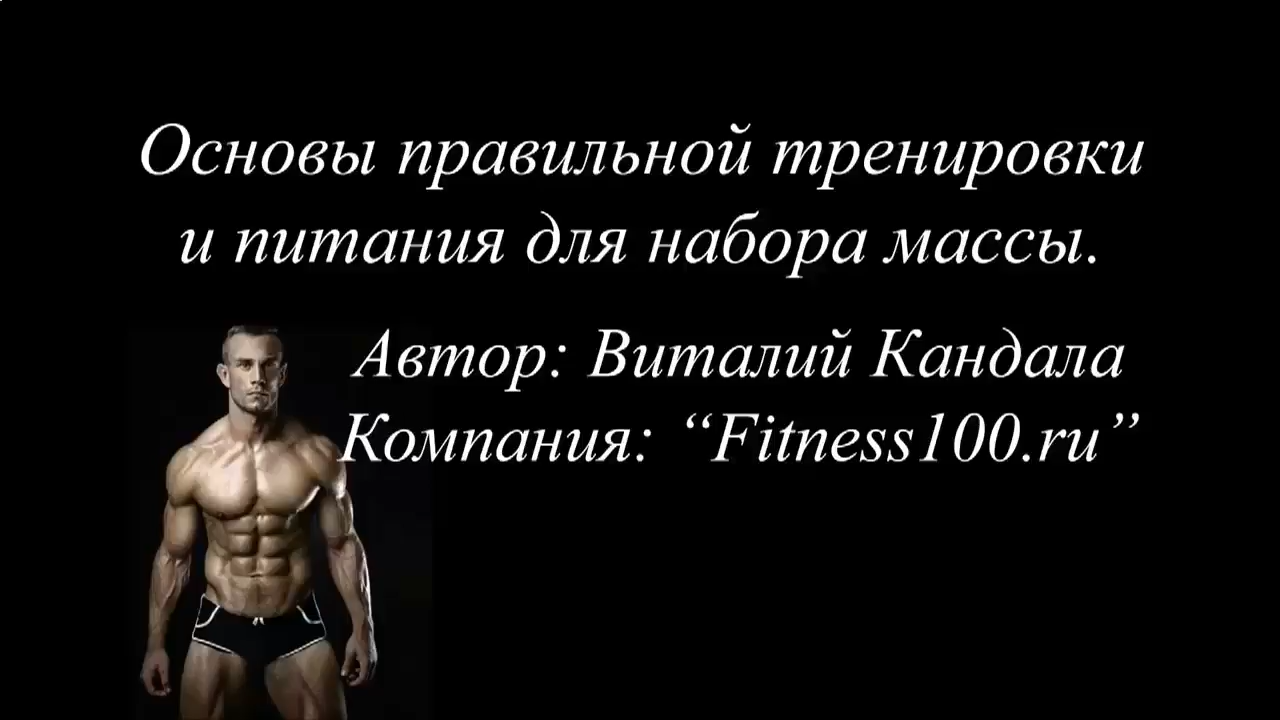 Основы правильной тренировки
и питания для набора массы.
Автор: Виталий Кандала
Компания: “Fitness100.ru”